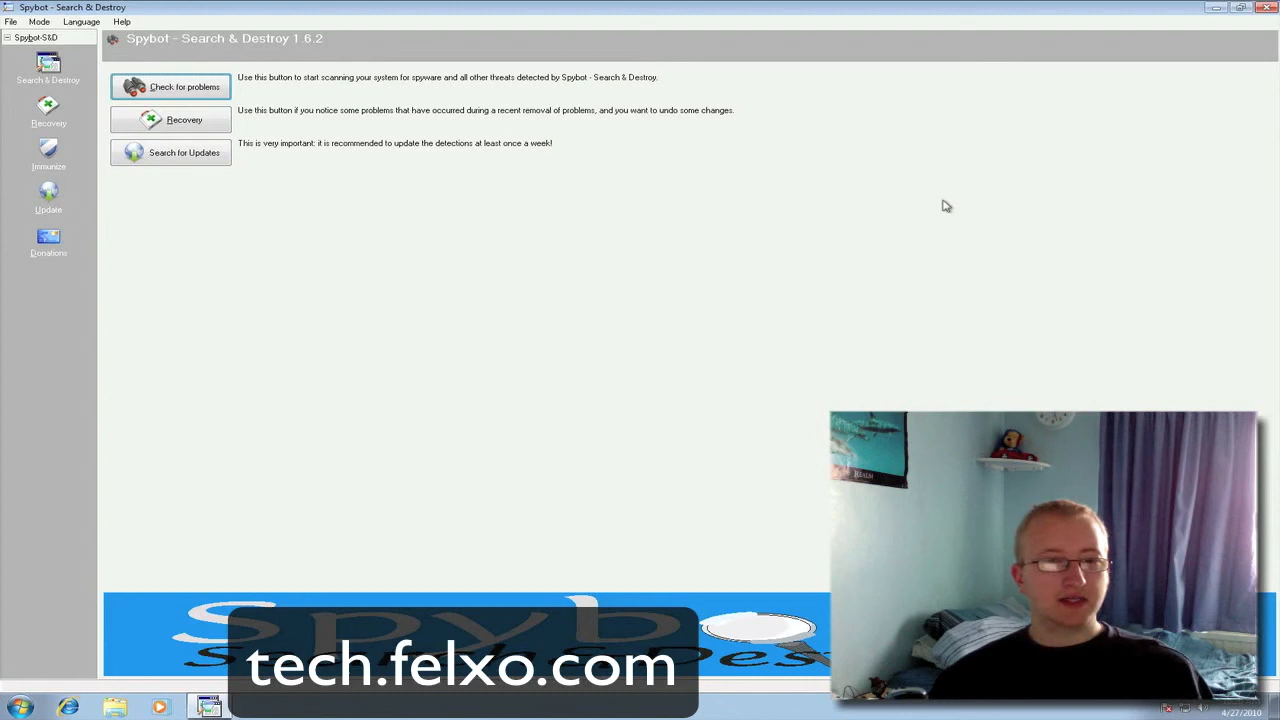 Spybot - Search & Destroy
File Mode Language Help
Spybot-S&D
Search & Destroy
Recovery
Immunize
Update
Donations
Spybot - Search & Destroy 1.6.2
Check for problems
Use this button to start scanning your system for spyware and all other threats detected by Spybot - Search & Destroy.
Recovery
Use this button if you notice some problems that have occurred during a recent removal of problems, and you want to undo some changes.
Search for Updates
This is very important: it is recommended to update the detections at least once a week!
tech.felxo.com
4/27/2010